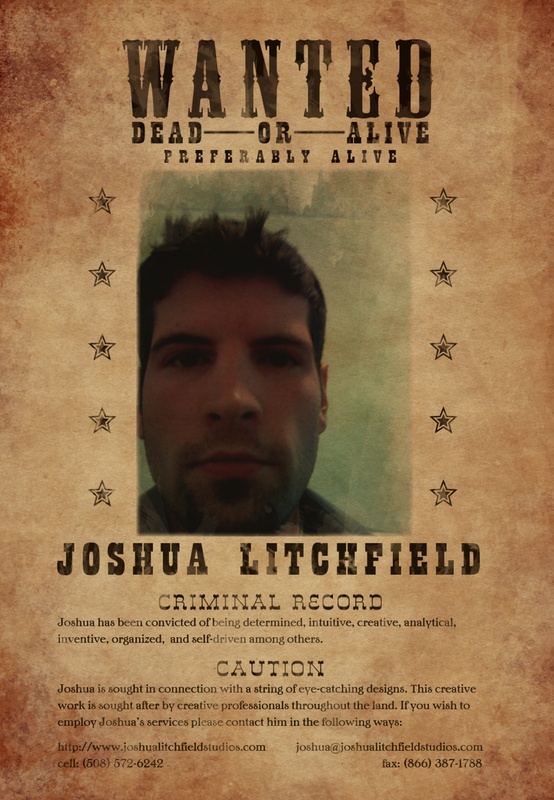 WANTED
DEAD—OR—ALIVE
PREFERABLY ALIVE
JOSHUA LITCHFIELD
CRIMINAL RECORD
Joshua has been convicted of being determined, intuitive, creative, analytical,
inventive, organized, and self-driven among others.
CAUTION
Joshua is sought in connection with a string of eye-catching designs. This creative
work is sought after by creative professionals throughout the land. If you wish to
employ Joshua's services please contact him in the following ways:
http://www.joshualitchfieldstudios.com joshua@joshualitchfieldstudios.com
cell: (508) 572-6242 fax: (866) 387-1788